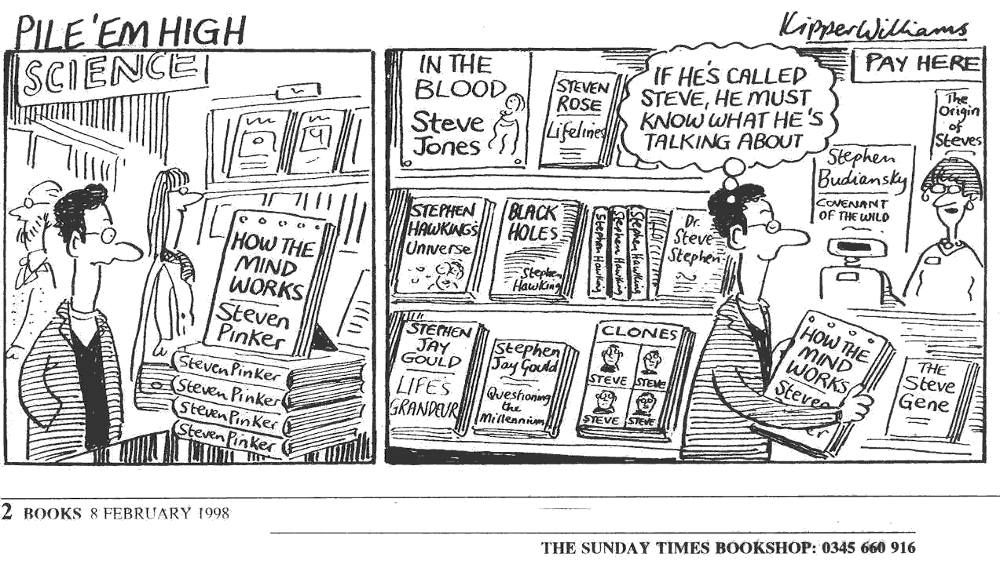 PILE 'EM HIGH
Kipper Williams
SCIENCE
HOW THE
MIND
WORKS
Steven
Pinker
Steven Pinker
Steven Pinker
Steven Pinker
Steven Pinker
IN THE
BLOOD
Steve
Jones
STEVEN
ROSE
Lifelines
IF HE'S CALLED
STEVE, HE MUST
KNOW WHAT HE'S
TALKING ABOUT
PAY HERE
The
Origin
of
Steves
Stephen
Budiansky
COVENANT
OF THE WILD
STEPHEN
HAWKING'S
Universe
BLACK
HOLES
Stephen
Hawking
Stephen Hawking
Stephen Hawking
Stephen Hawking
Dr.
Steve
Stephen
STEPHEN
JAY
GOULD
LIFE'S
GRANDEUR
Stephen
Jay Gould
Questioning
the
Millennium
CLONES
STEVE STEVE
STEVE STEVE
HOW THE
MIND
WORKS
Steven
THE
Steve
Gene
2 BOOKS 8 FEBRUARY 1998
THE SUNDAY TIMES BOOKSHOP: 0345 660 916